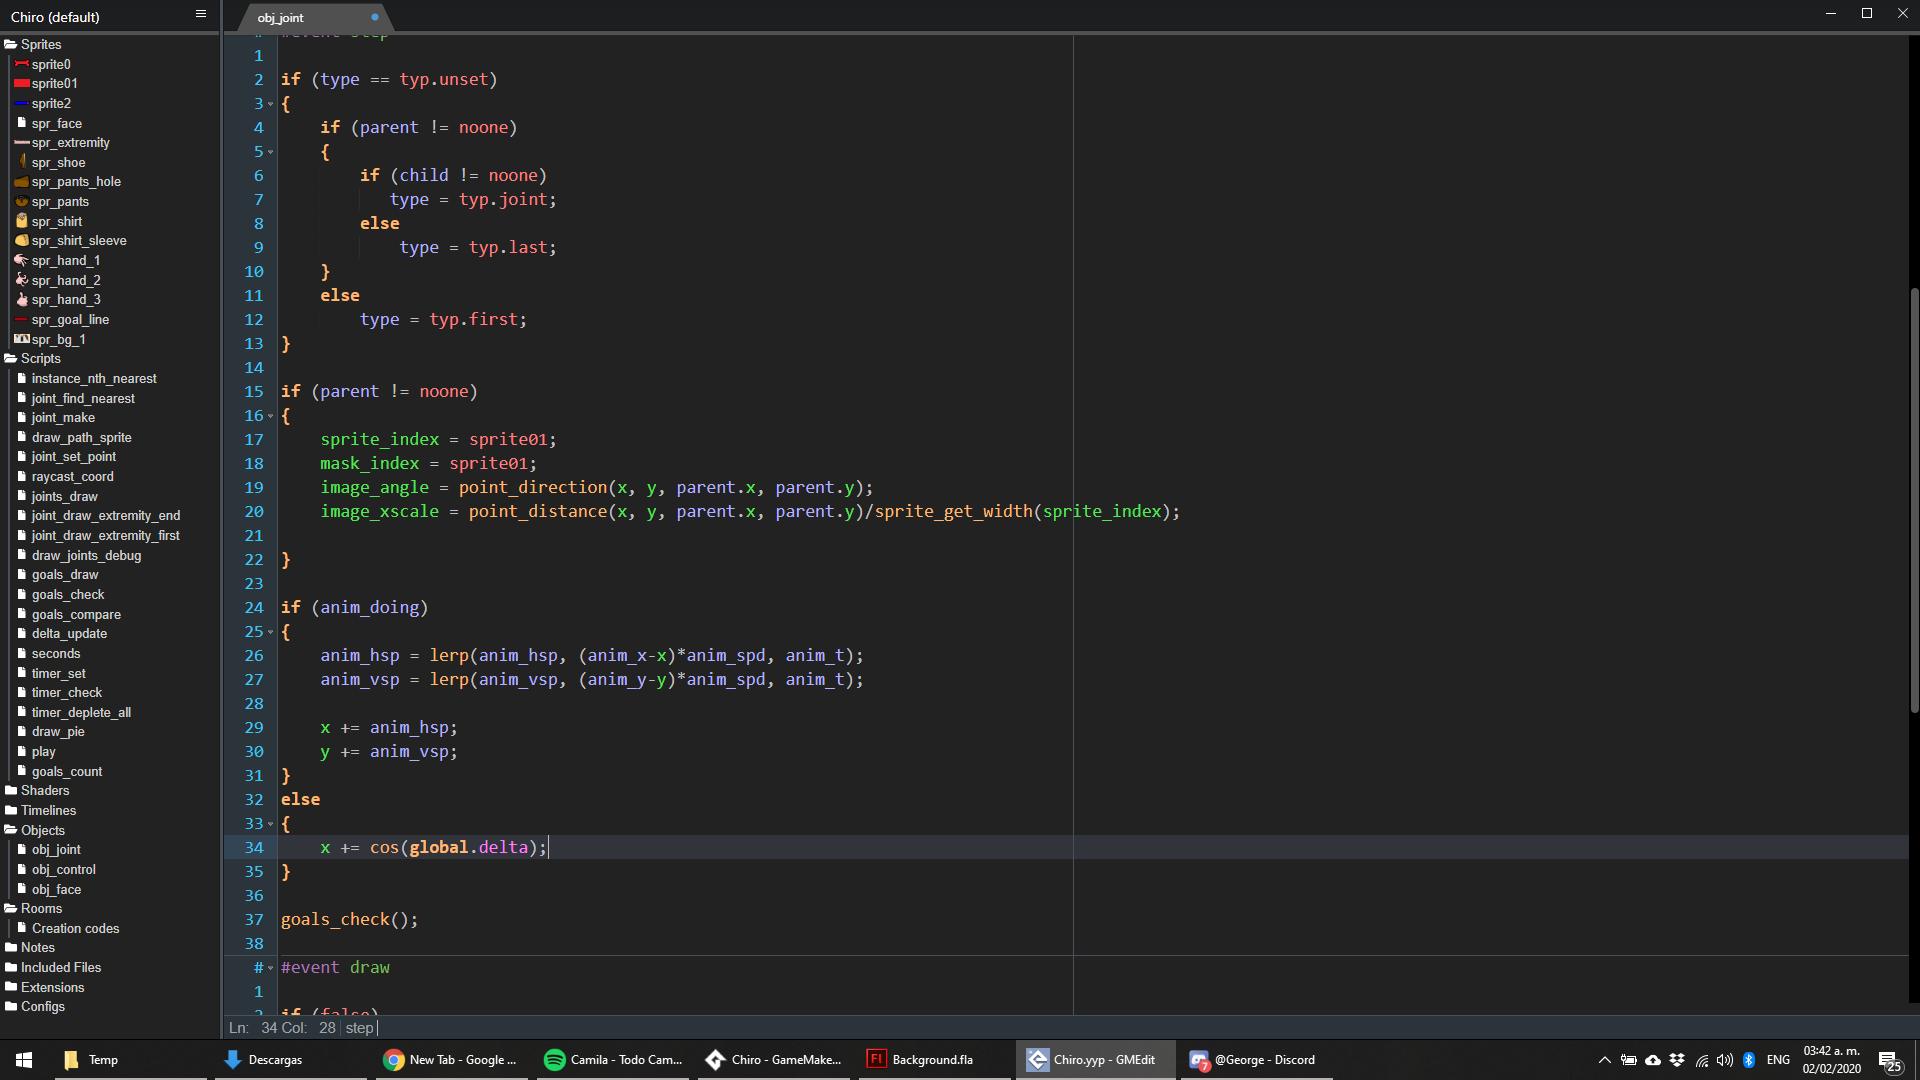 Chiro (default)
obj_joint
Sprites
sprite0
sprite01
sprite2
spr_face
spr_extremity
spr_shoe
spr_pants_hole
spr_pants
spr_shirt
spr_shirt_sleeve
spr_hand_1
spr_hand_2
spr_hand_3
spr_goal_line
spr_bg_1
Scripts
instance_nth_nearest
joint_find_nearest
joint_make
draw_path_sprite
joint_set_point
raycast_coord
joints_draw
joint_draw_extremity_end
joint_draw_extremity_first
draw_joints_debug
goals_draw
goals_check
goals_compare
delta_update
seconds
timer_set
timer_check
timer_deplete_all
draw_pie
play
goals_count
Shaders
Timelines
Objects
obj_joint
obj_control
obj_face
Rooms
Creation codes
Notes
Included Files
Extensions
Configs
# #event step
1
2 if (type == typ.unset)
3 {
4 if (parent != noone)
5 {
6 if (child != noone)
7 type = typ.joint;
8 else
9 type = typ.last;
10 }
11 else
12 type = typ.first;
13 }
14
15 if (parent != noone)
16 {
17 sprite_index = sprite01;
18 mask_index = sprite01;
19 image_angle = point_direction(x, y, parent.x, parent.y);
20 image_xscale = point_distance(x, y, parent.x, parent.y)/sprite_get_width(sprite_index);
21
22 }
23
24 if (anim_doing)
25 {
26 anim_hsp = lerp(anim_hsp, (anim_x-x)*anim_spd, anim_t);
27 anim_vsp = lerp(anim_vsp, (anim_y-y)*anim_spd, anim_t);
28
29 x += anim_hsp;
30 y += anim_vsp;
31 }
32 else
33 {
34 x += cos(global.delta);
35 }
36
37 goals_check();
38
# #event draw
1
2 if (false)
Ln: 34 Col: 28 step
Temp
Descargas
New Tab - Google ...
Camila - Todo Cam...
Chiro - GameMake...
Background.fla
Chiro.yyp - GMEdit
@George - Discord
ENG
03:42 a. m.
02/02/2020
25